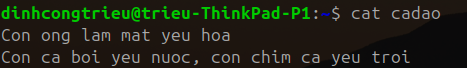 dinhcongtrieu@trieu-ThinkPad-P1:~$ cat cadao
Con ong lam mat yeu hoa
Con ca boi yeu nuoc, con chim ca yeu troi